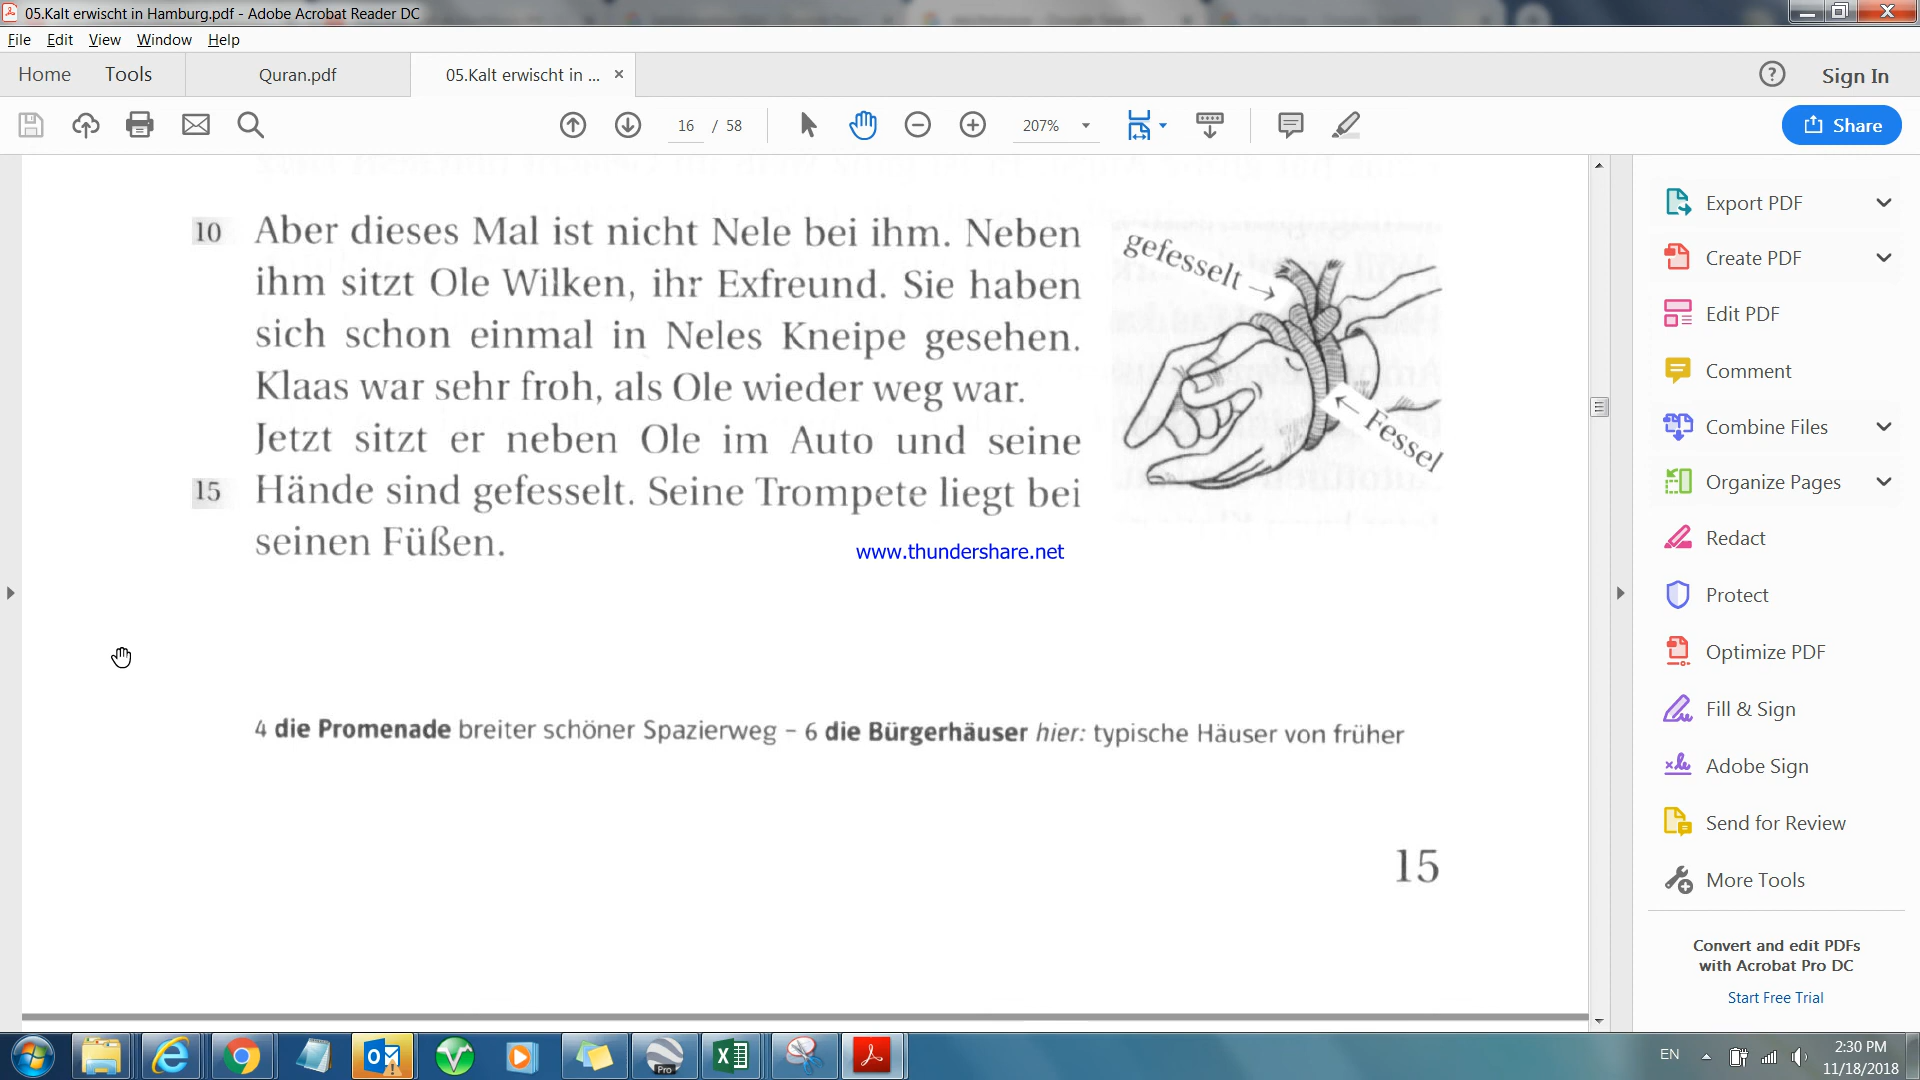 05.Kalt erwischt in Hamburg.pdf - Adobe Acrobat Reader DC
File Edit View Window Help
Home Tools Quran.pdf 05.Kalt erwischt in ... × Sign In
16 / 58 207% Share
10 Aber dieses Mal ist nicht Nele bei ihm. Neben
ihm sitzt Ole Wilken, ihr Exfreund. Sie haben
sich schon einmal in Neles Kneipe gesehen.
Klaas war sehr froh, als Ole wieder weg war.
Jetzt sitzt er neben Ole im Auto und seine
15 Hände sind gefesselt. Seine Trompete liegt bei
seinen Füßen.
gefesselt →
← Fessel
www.thundershare.net
4 die Promenade breiter schöner Spazierweg – 6 die Bürgerhäuser hier: typische Häuser von früher
15
Export PDF
Create PDF
Edit PDF
Comment
Combine Files
Organize Pages
Redact
Protect
Optimize PDF
Fill & Sign
Adobe Sign
Send for Review
More Tools
Convert and edit PDFs
with Acrobat Pro DC
Start Free Trial
Pro
EN
2:30 PM
11/18/2018